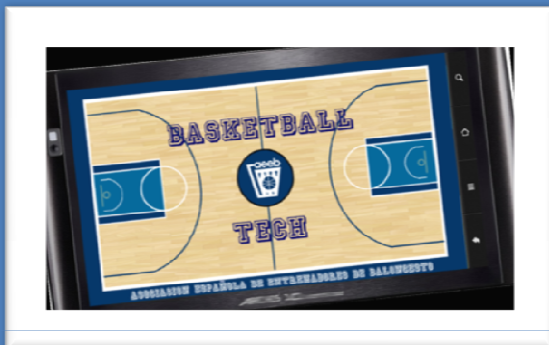 BASKETBALL
aeeb
TECH
ASOCIACION ESPAÑOLA DE ENTRENADORES DE BALONCESTO